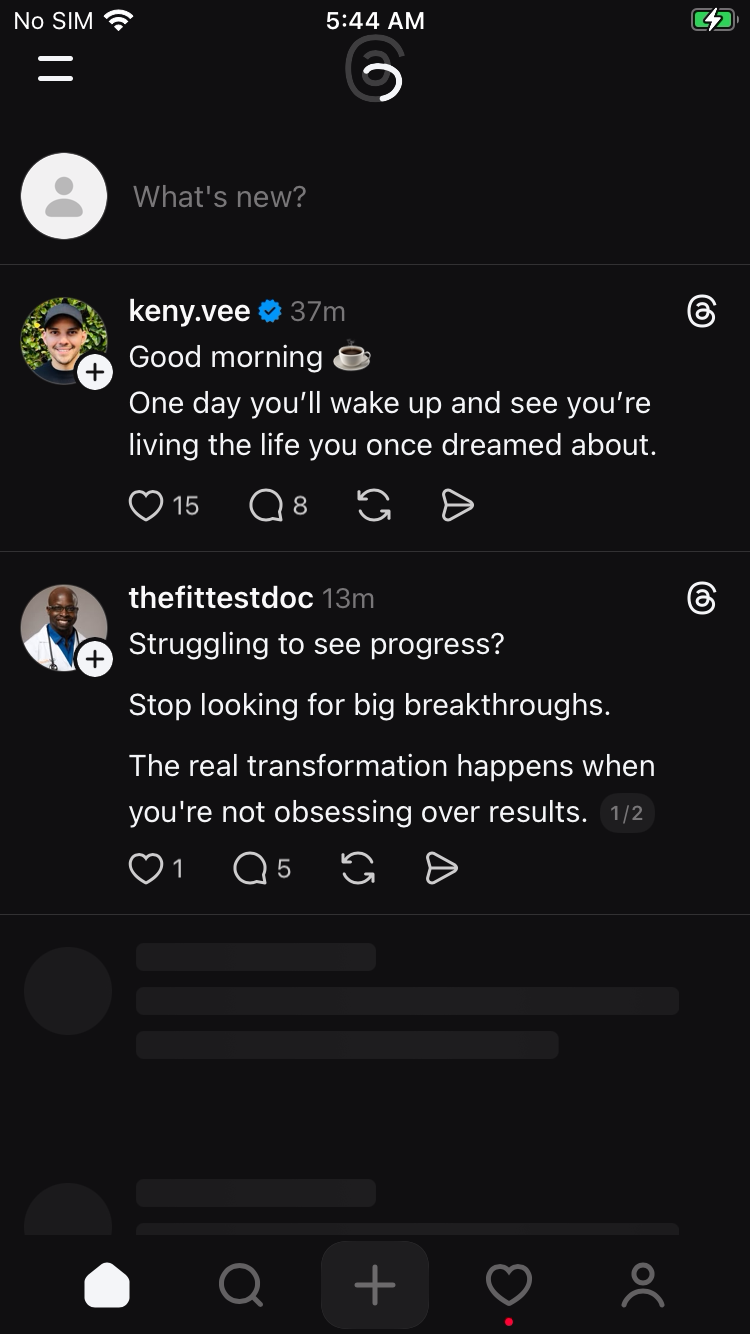 No SIM 5:44 AM
What's new?
keny.vee 37m
Good morning ☕
One day you’ll wake up and see you’re
living the life you once dreamed about.
15 8
thefittestdoc 13m
Struggling to see progress?
Stop looking for big breakthroughs.
The real transformation happens when
you're not obsessing over results. 1/2
1 5